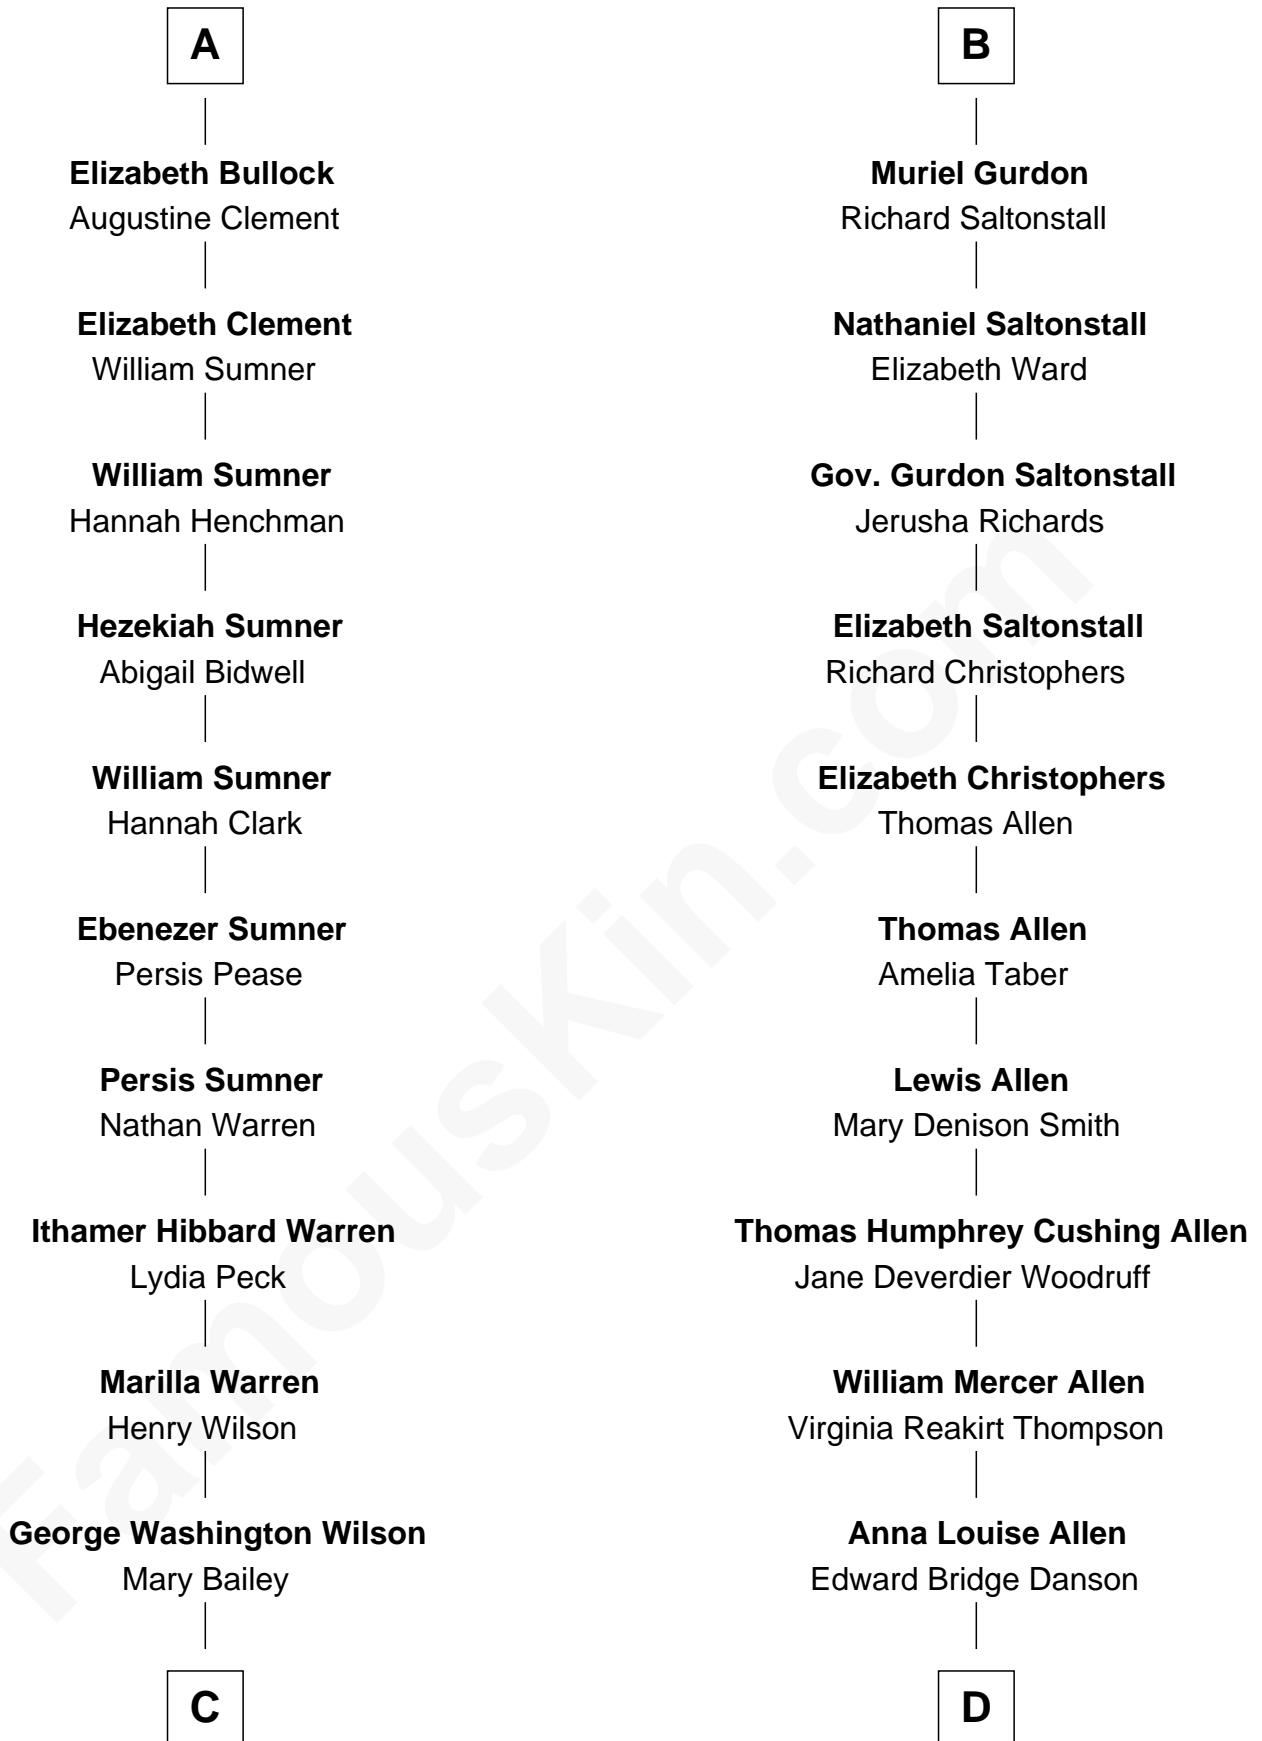 A
Elizabeth Bullock
Augustine Clement
Elizabeth Clement
William Sumner
William Sumner
Hannah Henchman
Hezekiah Sumner
Abigail Bidwell
William Sumner
Hannah Clark
Ebenezer Sumner
Persis Pease
Persis Sumner
Nathan Warren
Ithamer Hibbard Warren
Lydia Peck
Marilla Warren
Henry Wilson
George Washington Wilson
Mary Bailey
C
B
Muriel Gurdon
Richard Saltonstall
Nathaniel Saltonstall
Elizabeth Ward
Gov. Gurdon Saltonstall
Jerusha Richards
Elizabeth Saltonstall
Richard Christophers
Elizabeth Christophers
Thomas Allen
Thomas Allen
Amelia Taber
Lewis Allen
Mary Denison Smith
Thomas Humphrey Cushing Allen
Jane Deverdier Woodruff
William Mercer Allen
Virginia Reakirt Thompson
Anna Louise Allen
Edward Bridge Danson
D
FamousKin.com